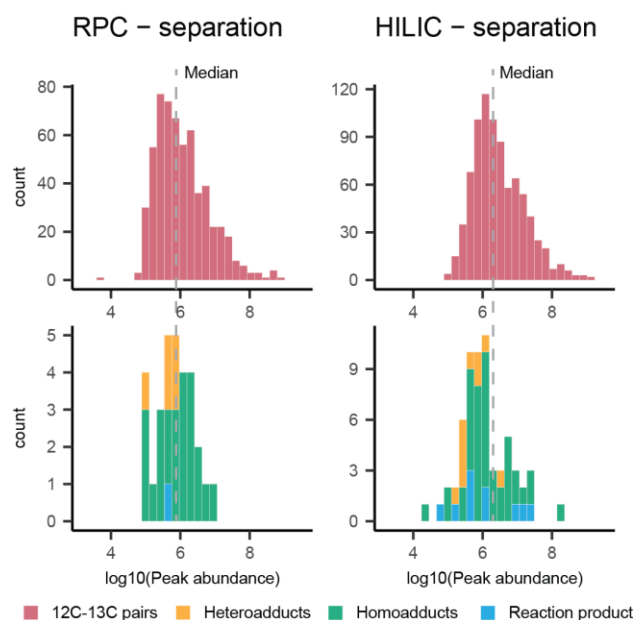 RPC – separation
HILIC – separation
Median
Median
80
60
40
20
0
count
4 6 8
120
90
60
30
0
4 6 8
5
4
3
2
1
0
count
4 6 8
log10(Peak abundance)
9
6
3
0
4 6 8
log10(Peak abundance)
12C-13C pairs
Heteroadducts
Homoadducts
Reaction product